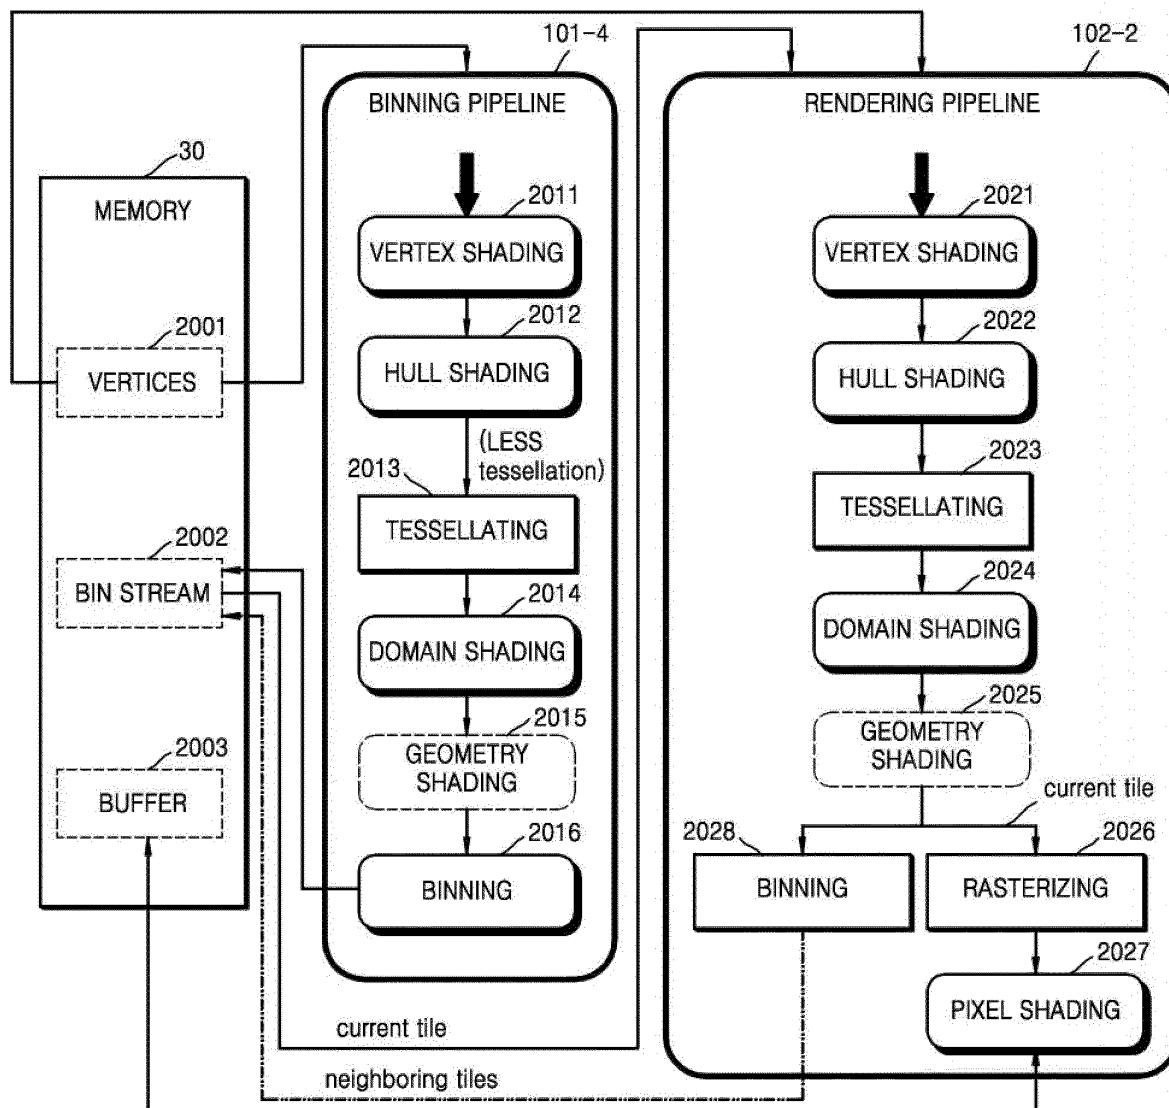 101-4
102-2
BINNING PIPELINE
RENDERING PIPELINE
30
MEMORY
2011
VERTEX SHADING
2021
VERTEX SHADING
2001
VERTICES
2012
HULL SHADING
2022
HULL SHADING
(LESS
tessellation)
2013
TESSELLATING
2023
TESSELLATING
2002
BIN STREAM
2014
DOMAIN SHADING
2024
DOMAIN SHADING
2015
GEOMETRY
SHADING
2025
GEOMETRY
SHADING
2003
BUFFER
current tile
2016
BINNING
2028
BINNING
2026
RASTERIZING
2027
PIXEL SHADING
current tile
neighboring tiles